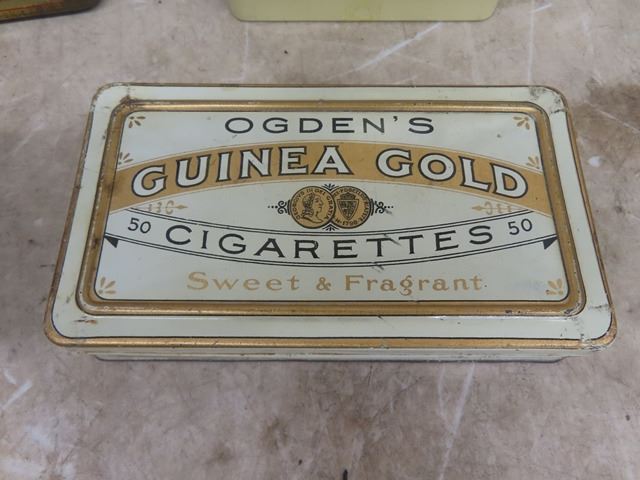 OGDEN'S
GUINEA GOLD
50 CIGARETTES 50
Sweet & Fragrant